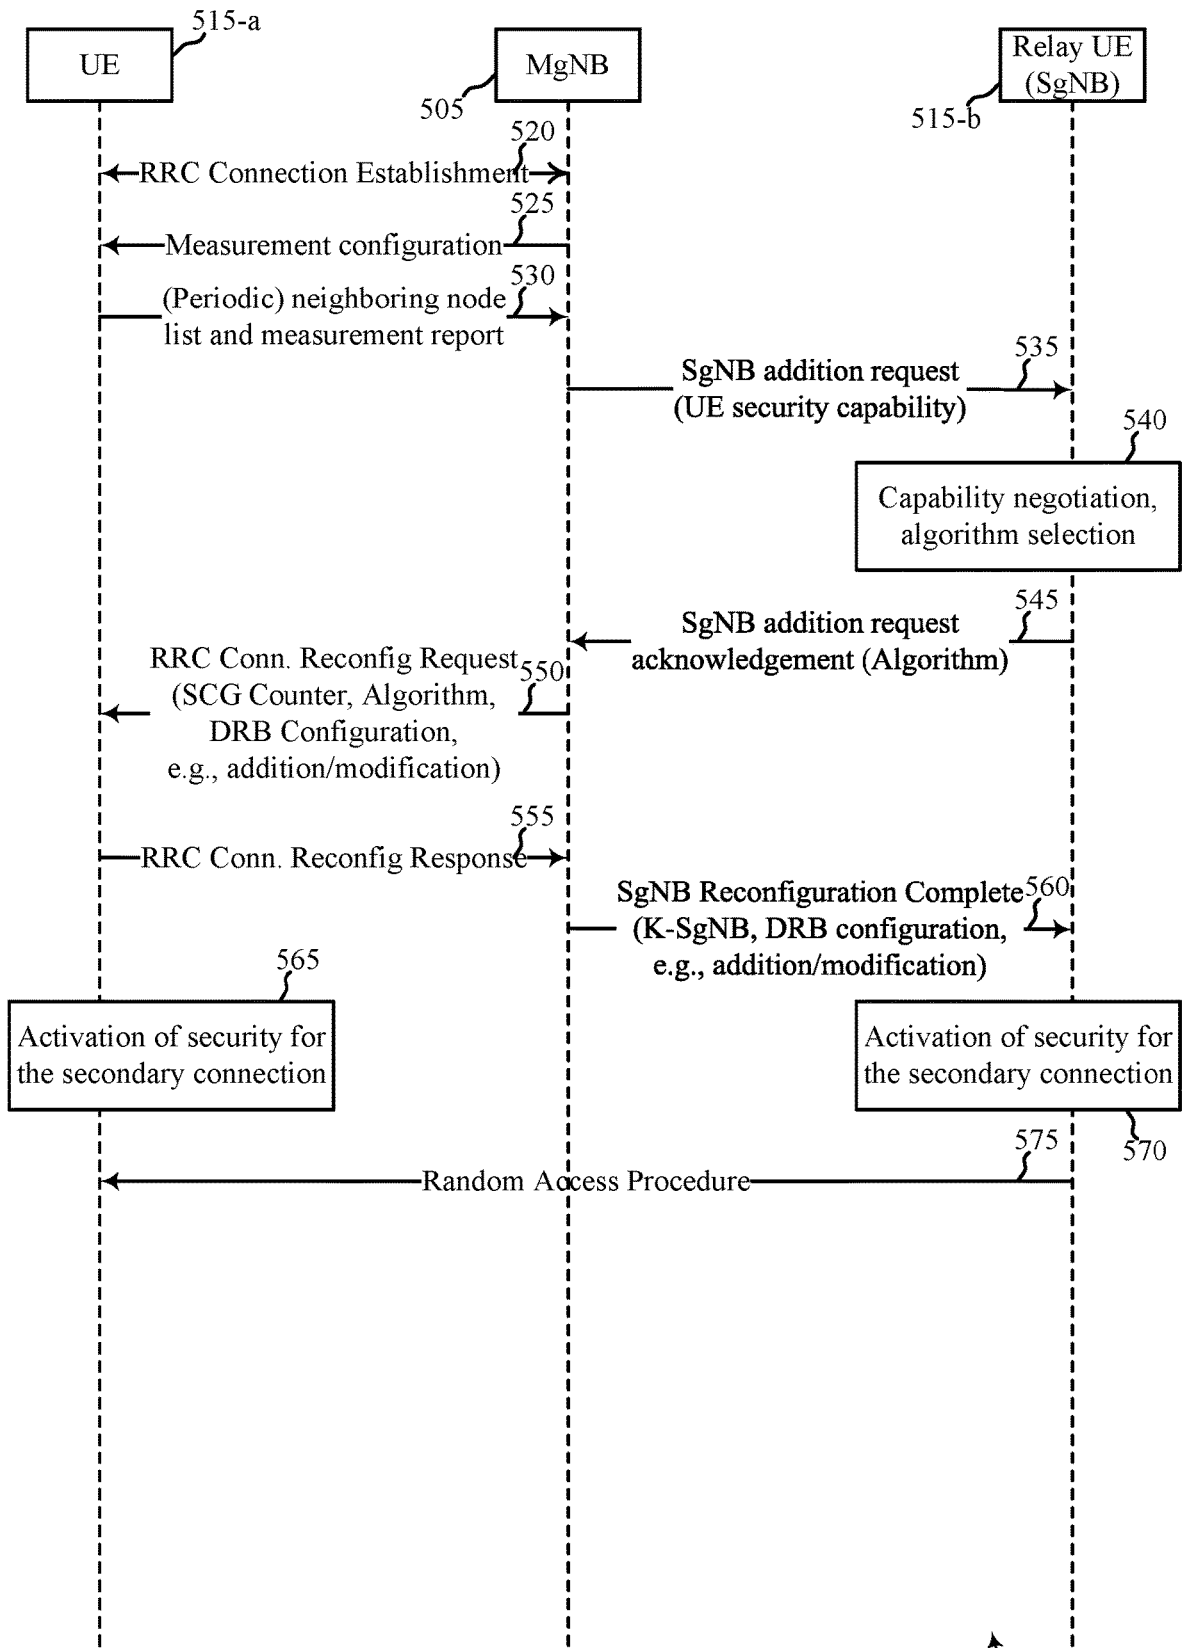 515-a
UE
MgNB
Relay UE
(SgNB)
505
515-b
520
RRC Connection Establishment
525
Measurement configuration
530
(Periodic) neighboring node
list and measurement report
535
SgNB addition request
(UE security capability)
540
Capability negotiation,
algorithm selection
545
SgNB addition request
acknowledgement (Algorithm)
550
RRC Conn. Reconfig Request
(SCG Counter, Algorithm,
DRB Configuration,
e.g., addition/modification)
555
RRC Conn. Reconfig Response
560
SgNB Reconfiguration Complete
(K-SgNB, DRB configuration,
e.g., addition/modification)
565
Activation of security for
the secondary connection
Activation of security for
the secondary connection
570
575
Random Access Procedure